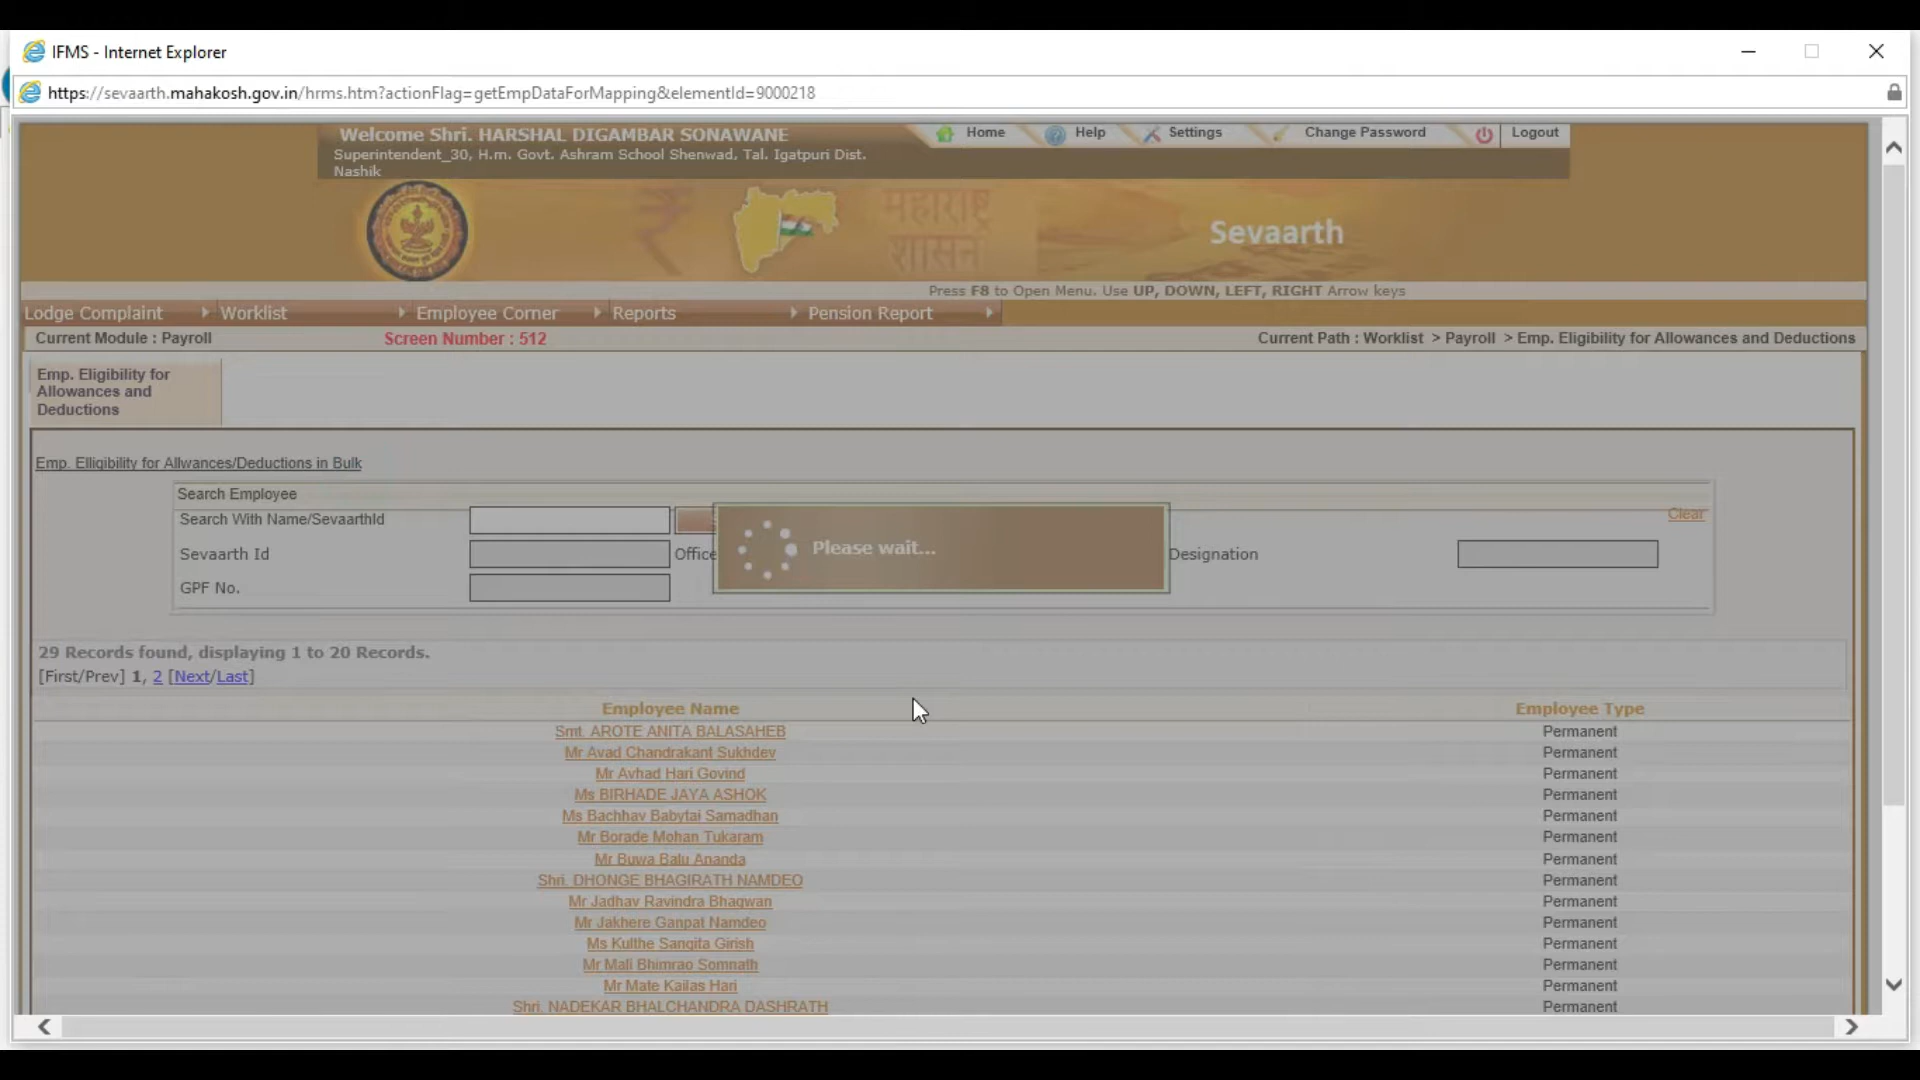 IFMS - Internet Explorer
https://sevaarth.mahakosh.gov.in/hrms.htm?actionFlag=getEmpDataForMapping&elementId=9000218
Welcome Shri. HARSHAL DIGAMBAR SONAWANE
Superintendent_30, H.m. Govt. Ashram School Shenwad, Tal. Igatpuri Dist.
Nashik
Home Help Settings Change Password Logout
महाराष्ट्र
शासन
Sevaarth
Press F8 to Open Menu. Use UP, DOWN, LEFT, RIGHT Arrow keys
Lodge Complaint Worklist Employee Corner Reports Pension Report
Current Module : Payroll Screen Number : 512 Current Path : Worklist > Payroll > Emp. Eligibility for Allowances and Deductions
Emp. Eligibility for
Allowances and
Deductions
Emp. Elligibility for Allwances/Deductions in Bulk
Search Employee
Search With Name/SevaarthId Clear
Sevaarth Id Office Designation
GPF No.
Please wait...
29 Records found, displaying 1 to 20 Records.
[First/Prev] 1, 2 [Next/Last]
Employee Name Employee Type
Smt. AROTE ANITA BALASAHEB Permanent
Mr Avad Chandrakant Sukhdev Permanent
Mr Avhad Hari Govind Permanent
Ms BIRHADE JAYA ASHOK Permanent
Ms Bachhav Babytai Samadhan Permanent
Mr Borade Mohan Tukaram Permanent
Mr Buwa Balu Ananda Permanent
Shri. DHONGE BHAGIRATH NAMDEO Permanent
Mr Jadhav Ravindra Bhagwan Permanent
Mr Jakhere Ganpat Namdeo Permanent
Ms Kulthe Sangita Girish Permanent
Mr Mali Bhimrao Somnath Permanent
Mr Mate Kailas Hari Permanent
Shri. NADEKAR BHALCHANDRA DASHRATH Permanent